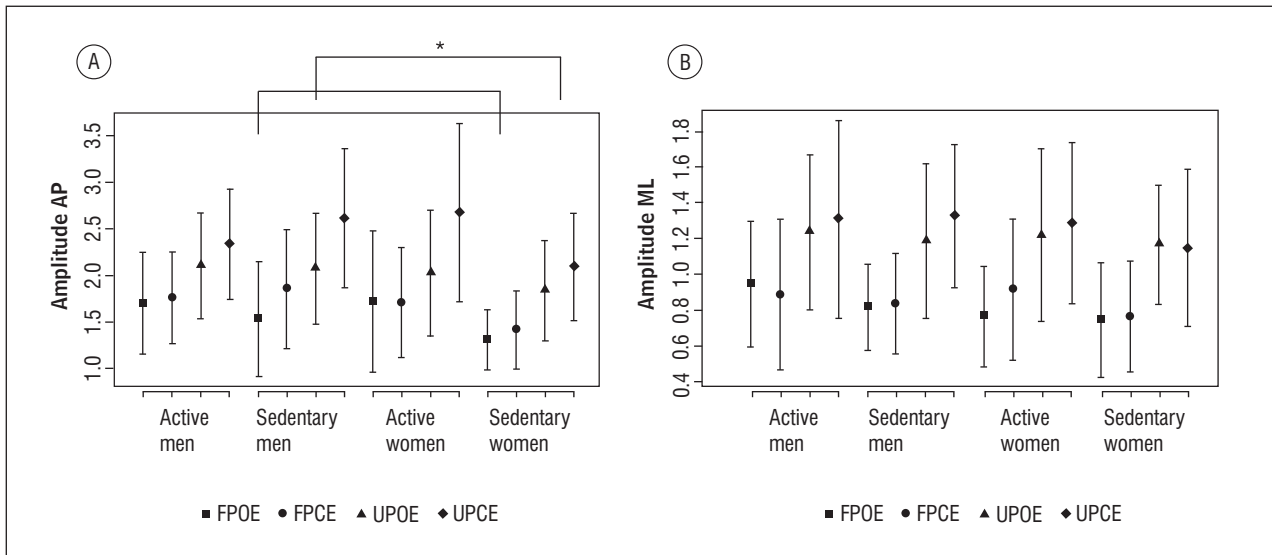 A
*
Amplitude AP
3.5
3.0
2.5
2.0
1.5
1.0
Active men
Sedentary men
Active women
Sedentary women
■ FPOE ● FPCE ▲ UPOE ◆ UPCE
B
Amplitude ML
1.8
1.6
1.4
1.2
1.0
0.8
0.6
0.4
Active men
Sedentary men
Active women
Sedentary women
■ FPOE ● FPCE ▲ UPOE ◆ UPCE